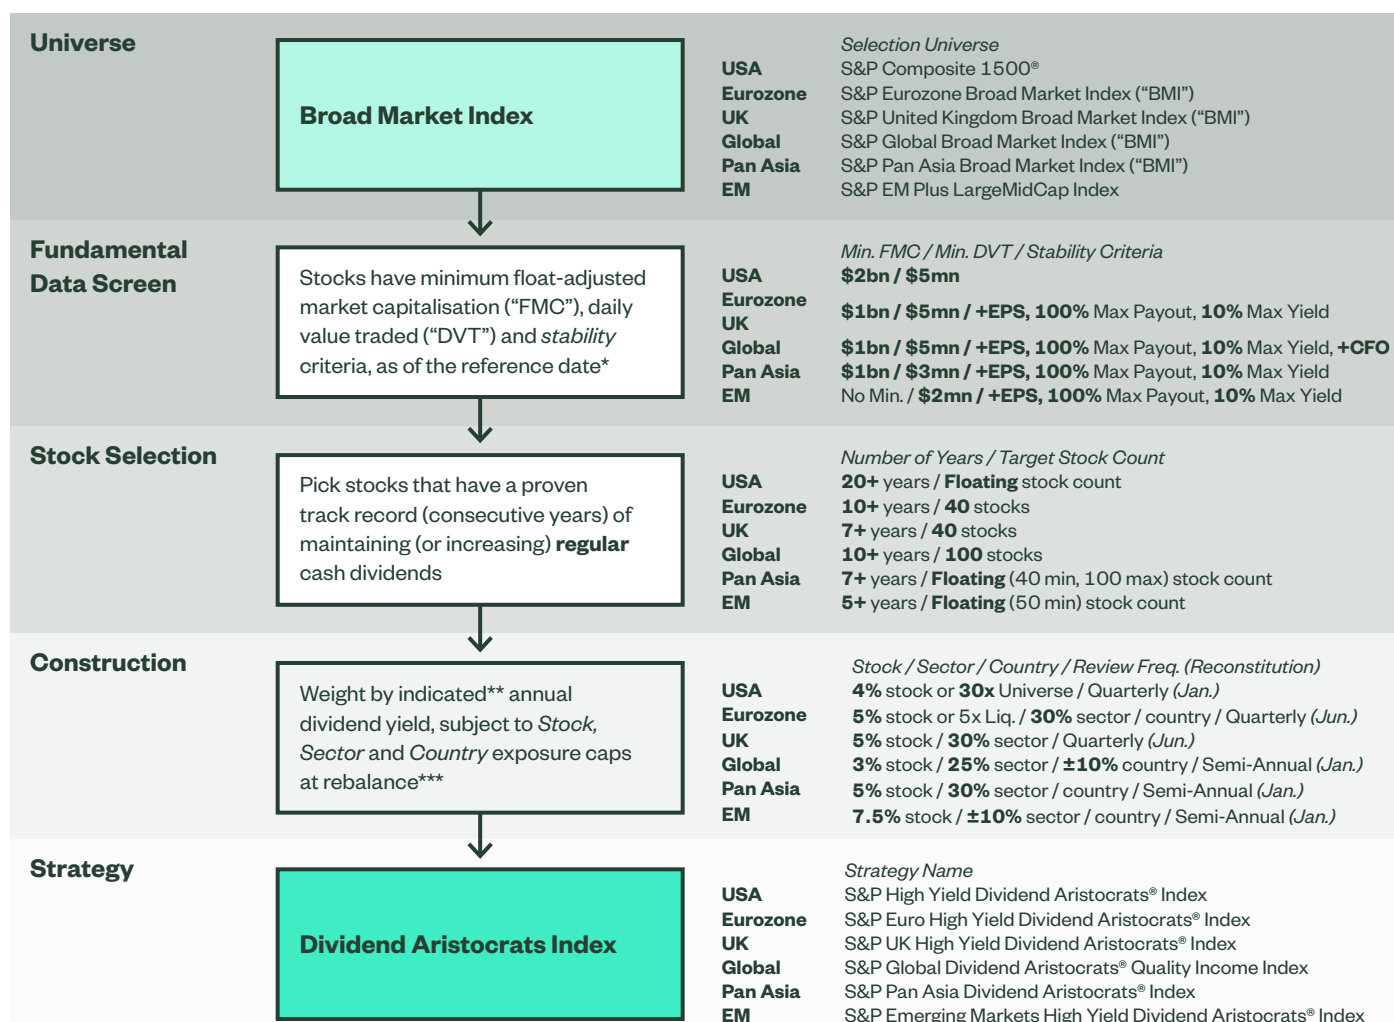 Universe
Broad Market Index
Selection Universe
USA S&P Composite 1500®
Eurozone S&P Eurozone Broad Market Index (“BMI”)
UK S&P United Kingdom Broad Market Index (“BMI”)
Global S&P Global Broad Market Index (“BMI”)
Pan Asia S&P Pan Asia Broad Market Index (“BMI”)
EM S&P EM Plus LargeMidCap Index
Fundamental
Data Screen
Stocks have minimum float-adjusted
market capitalisation (“FMC”), daily
value traded (“DVT”) and stability
criteria, as of the reference date*
Min. FMC / Min. DVT / Stability Criteria
USA $2bn / $5mn
Eurozone
UK
$1bn / $5mn / +EPS, 100% Max Payout, 10% Max Yield
Global $1bn / $5mn / +EPS, 100% Max Payout, 10% Max Yield, +CFO
Pan Asia $1bn / $3mn / +EPS, 100% Max Payout, 10% Max Yield
EM No Min. / $2mn / +EPS, 100% Max Payout, 10% Max Yield
Stock Selection
Pick stocks that have a proven
track record (consecutive years) of
maintaining (or increasing) regular
cash dividends
Number of Years / Target Stock Count
USA 20+ years / Floating stock count
Eurozone 10+ years / 40 stocks
UK 7+ years / 40 stocks
Global 10+ years / 100 stocks
Pan Asia 7+ years / Floating (40 min, 100 max) stock count
EM 5+ years / Floating (50 min) stock count
Construction
Weight by indicated** annual
dividend yield, subject to Stock,
Sector and Country exposure caps
at rebalance***
Stock / Sector / Country / Review Freq. (Reconstitution)
USA 4% stock or 30x Universe / Quarterly (Jan.)
Eurozone 5% stock or 5x Liq. / 30% sector / country / Quarterly (Jun.)
UK 5% stock / 30% sector / Quarterly (Jun.)
Global 3% stock / 25% sector / ±10% country / Semi-Annual (Jan.)
Pan Asia 5% stock / 30% sector / country / Semi-Annual (Jan.)
EM 7.5% stock / ±10% sector / country / Semi-Annual (Jan.)
Strategy
Dividend Aristocrats Index
Strategy Name
USA S&P High Yield Dividend Aristocrats® Index
Eurozone S&P Euro High Yield Dividend Aristocrats® Index
UK S&P UK High Yield Dividend Aristocrats® Index
Global S&P Global Dividend Aristocrats® Quality Income Index
Pan Asia S&P Pan Asia Dividend Aristocrats® Index
EM S&P Emerging Markets High Yield Dividend Aristocrats® Index